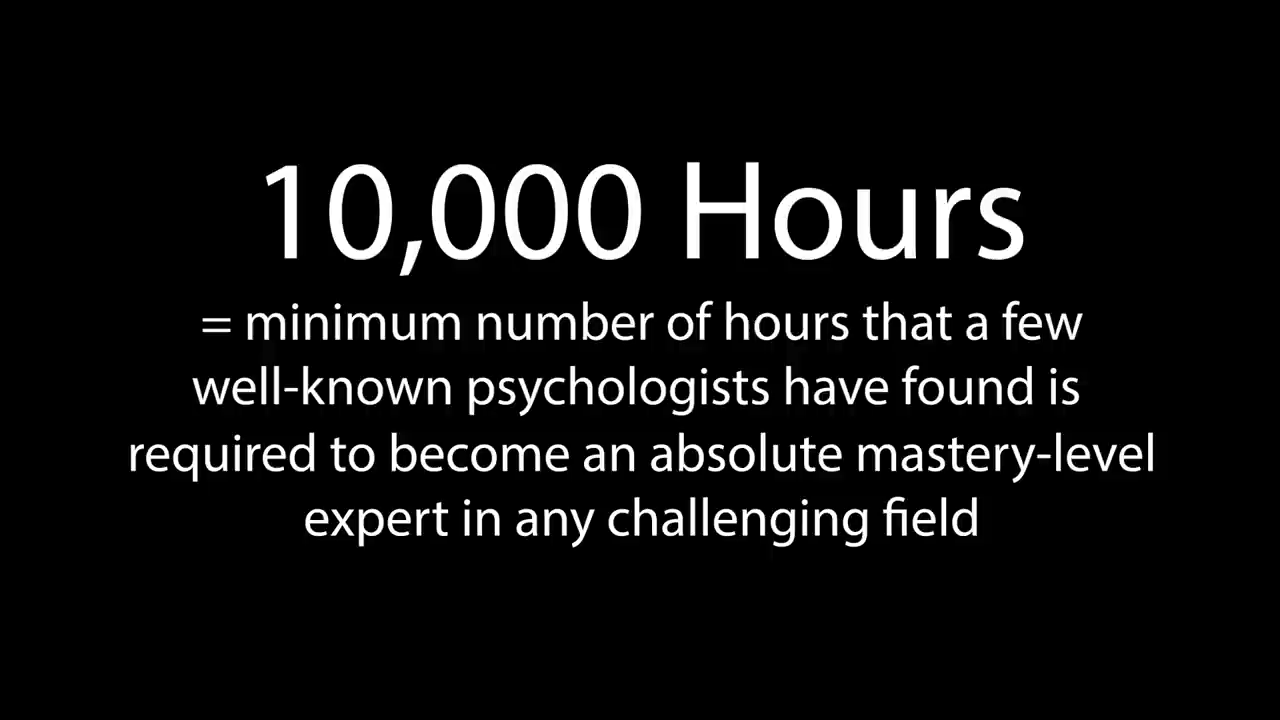 10,000 Hours
= minimum number of hours that a few
well-known psychologists have found is
required to become an absolute mastery-level
expert in any challenging field